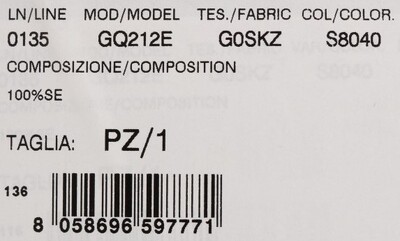 LN/LINE MOD/MODEL TES./FABRIC COL/COLOR.
0135 GQ212E G0SKZ S8040
COMPOSIZIONE/COMPOSITION
100%SE
TAGLIA: PZ/1
136
8 058696 597771